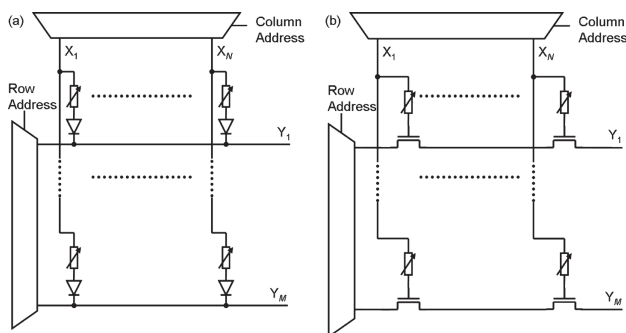 (a)
Column
Address
X1
XN
Row
Address
Y1
YM
(b)
Column
Address
X1
XN
Row
Address
Y1
YM